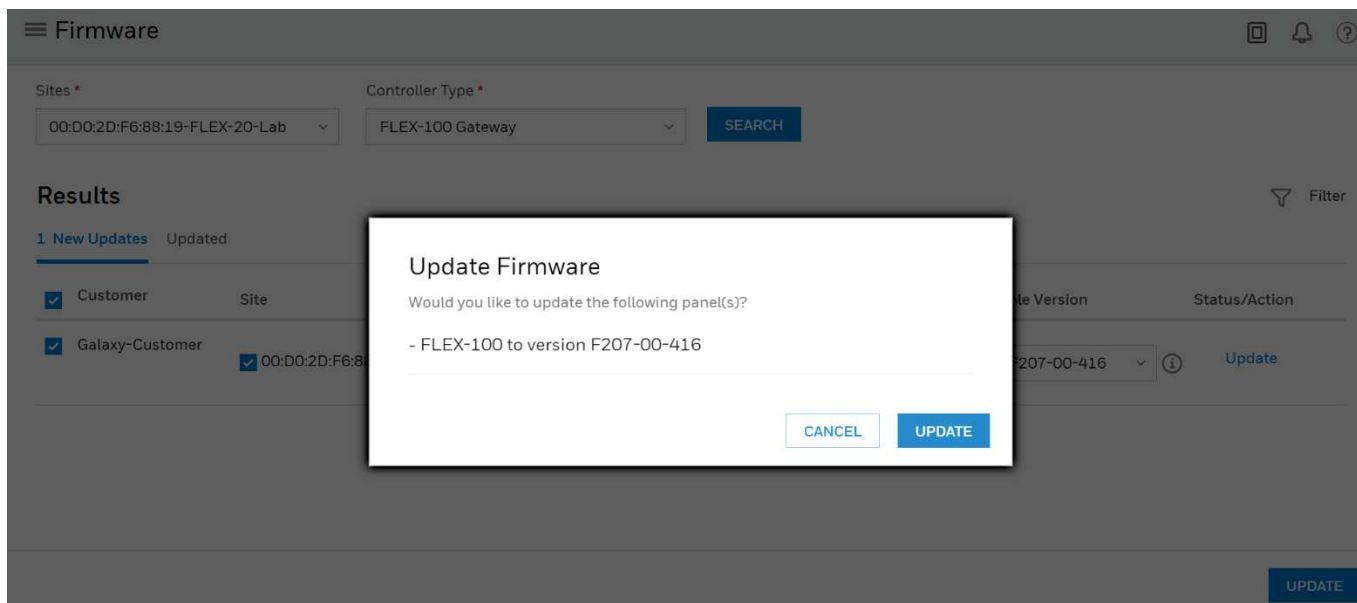 Firmware
Sites * Controller Type *
00:D0:2D:F6:88:19-FLEX-20-Lab FLEX-100 Gateway SEARCH
Results Filter
1 New Updates Updated
Update Firmware
Would you like to update the following panel(s)?
- FLEX-100 to version F207-00-416
CANCEL UPDATE
Customer Site Version Status/Action
Galaxy-Customer 00:D0:2D:F6:8 207-00-416 Update
UPDATE